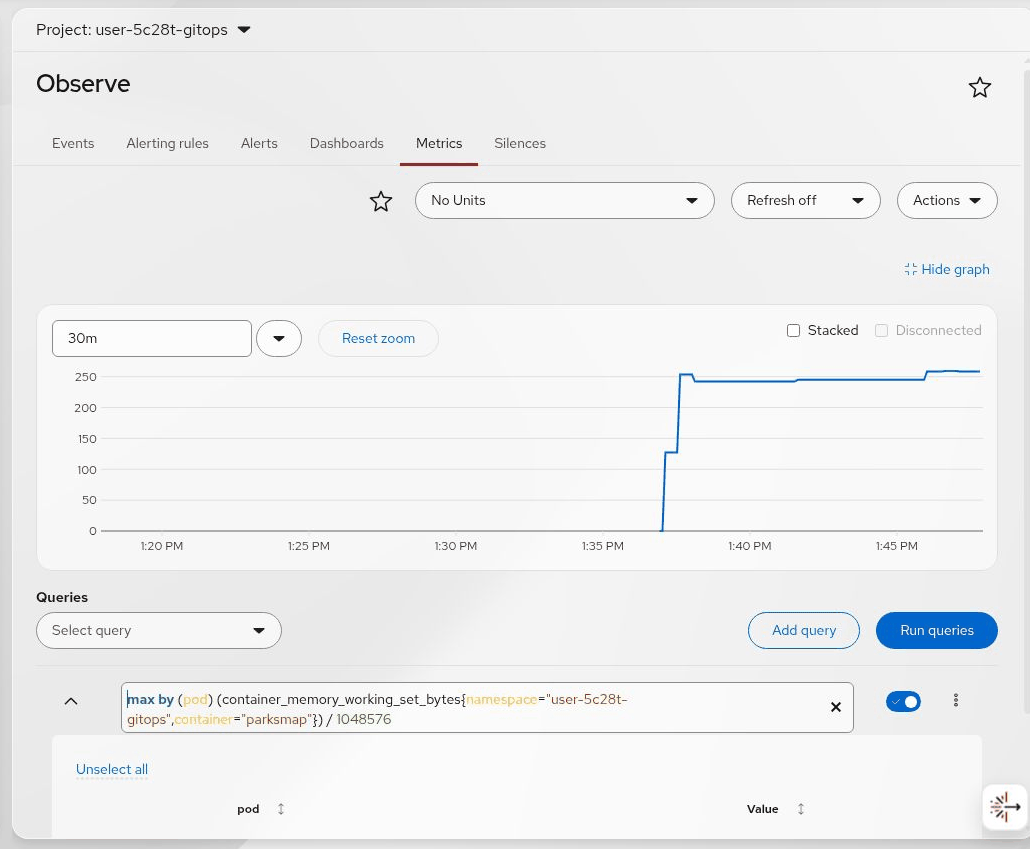 Project: user-5c28t-gitops
Observe
Events Alerting rules Alerts Dashboards Metrics Silences
No Units Refresh off Actions
Hide graph
30m Reset zoom Stacked Disconnected
250
200
150
100
50
0
1:20 PM 1:25 PM 1:30 PM 1:35 PM 1:40 PM 1:45 PM
Queries
Select query Add query Run queries
max by (pod) (container_memory_working_set_bytes{namespace="user-5c28t-
gitops",container="parksmap"}) / 1048576
Unselect all
pod Value